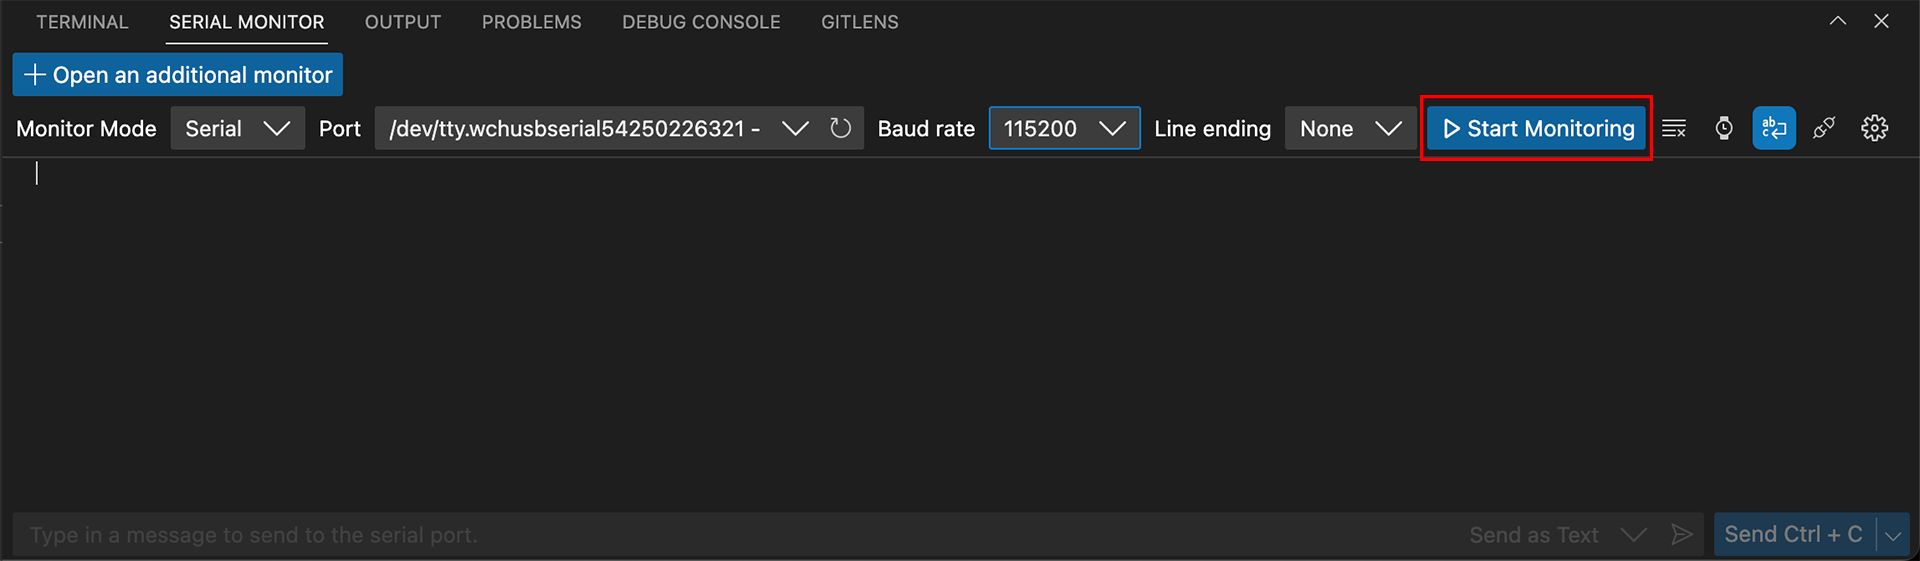 TERMINAL SERIAL MONITOR OUTPUT PROBLEMS DEBUG CONSOLE GITLENS
Open an additional monitor
Monitor Mode Serial Port /dev/tty.wchusbserial54250226321 - Baud rate 115200 Line ending None Start Monitoring
Type in a message to send to the serial port. Send as Text Send Ctrl + C